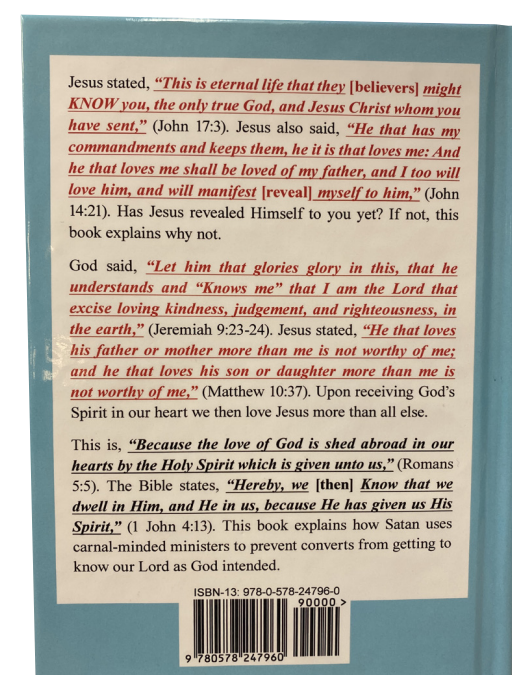 Jesus stated, “This is eternal life that they [believers] might
KNOW you, the only true God, and Jesus Christ whom you
have sent,” (John 17:3). Jesus also said, “He that has my
commandments and keeps them, he it is that loves me: And
he that loves me shall be loved of my father, and I too will
love him, and will manifest [reveal] myself to him,” (John
14:21). Has Jesus revealed Himself to you yet? If not, this
book explains why not.
God said, “Let him that glories glory in this, that he
understands and “Knows me” that I am the Lord that
excise loving kindness, judgement, and righteousness, in
the earth,” (Jeremiah 9:23-24). Jesus stated, “He that loves
his father or mother more than me is not worthy of me;
and he that loves his son or daughter more than me is
not worthy of me,” (Matthew 10:37). Upon receiving God’s
Spirit in our heart we then love Jesus more than all else.
This is, “Because the love of God is shed abroad in our
hearts by the Holy Spirit which is given unto us,” (Romans
5:5). The Bible states, “Hereby, we [then] Know that we
dwell in Him, and He in us, because He has given us His
Spirit,” (1 John 4:13). This book explains how Satan uses
carnal-minded ministers to prevent converts from getting to
know our Lord as God intended.
ISBN-13: 978-0-578-24796-0
90000 >
9 780578 247960